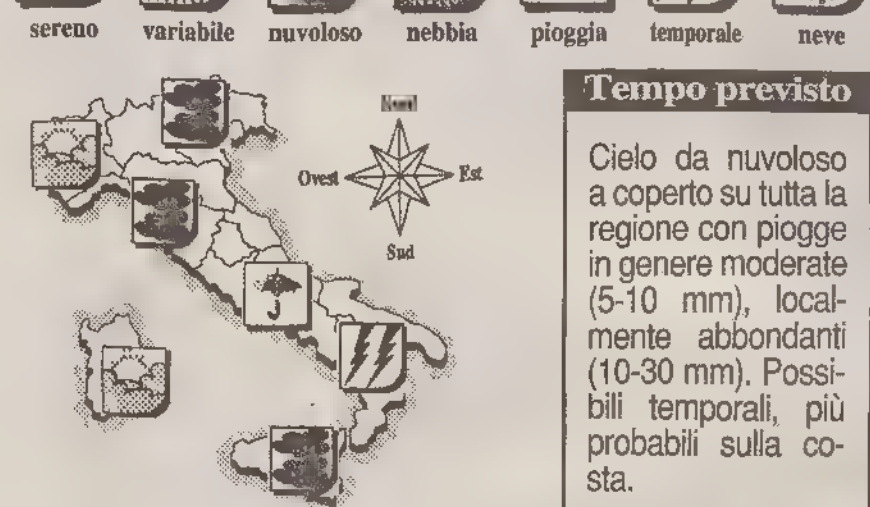 sereno variabile nuvoloso nebbia pioggia temporale neve
Nord
Ovest Est
Sud
Tempo previsto
Cielo da nuvoloso
a coperto su tutta la
regione con piogge
in genere moderate
(5-10 mm), local-
mente abbondanti
(10-30 mm). Possi-
bili temporali, più
probabili sulla co-
sta.